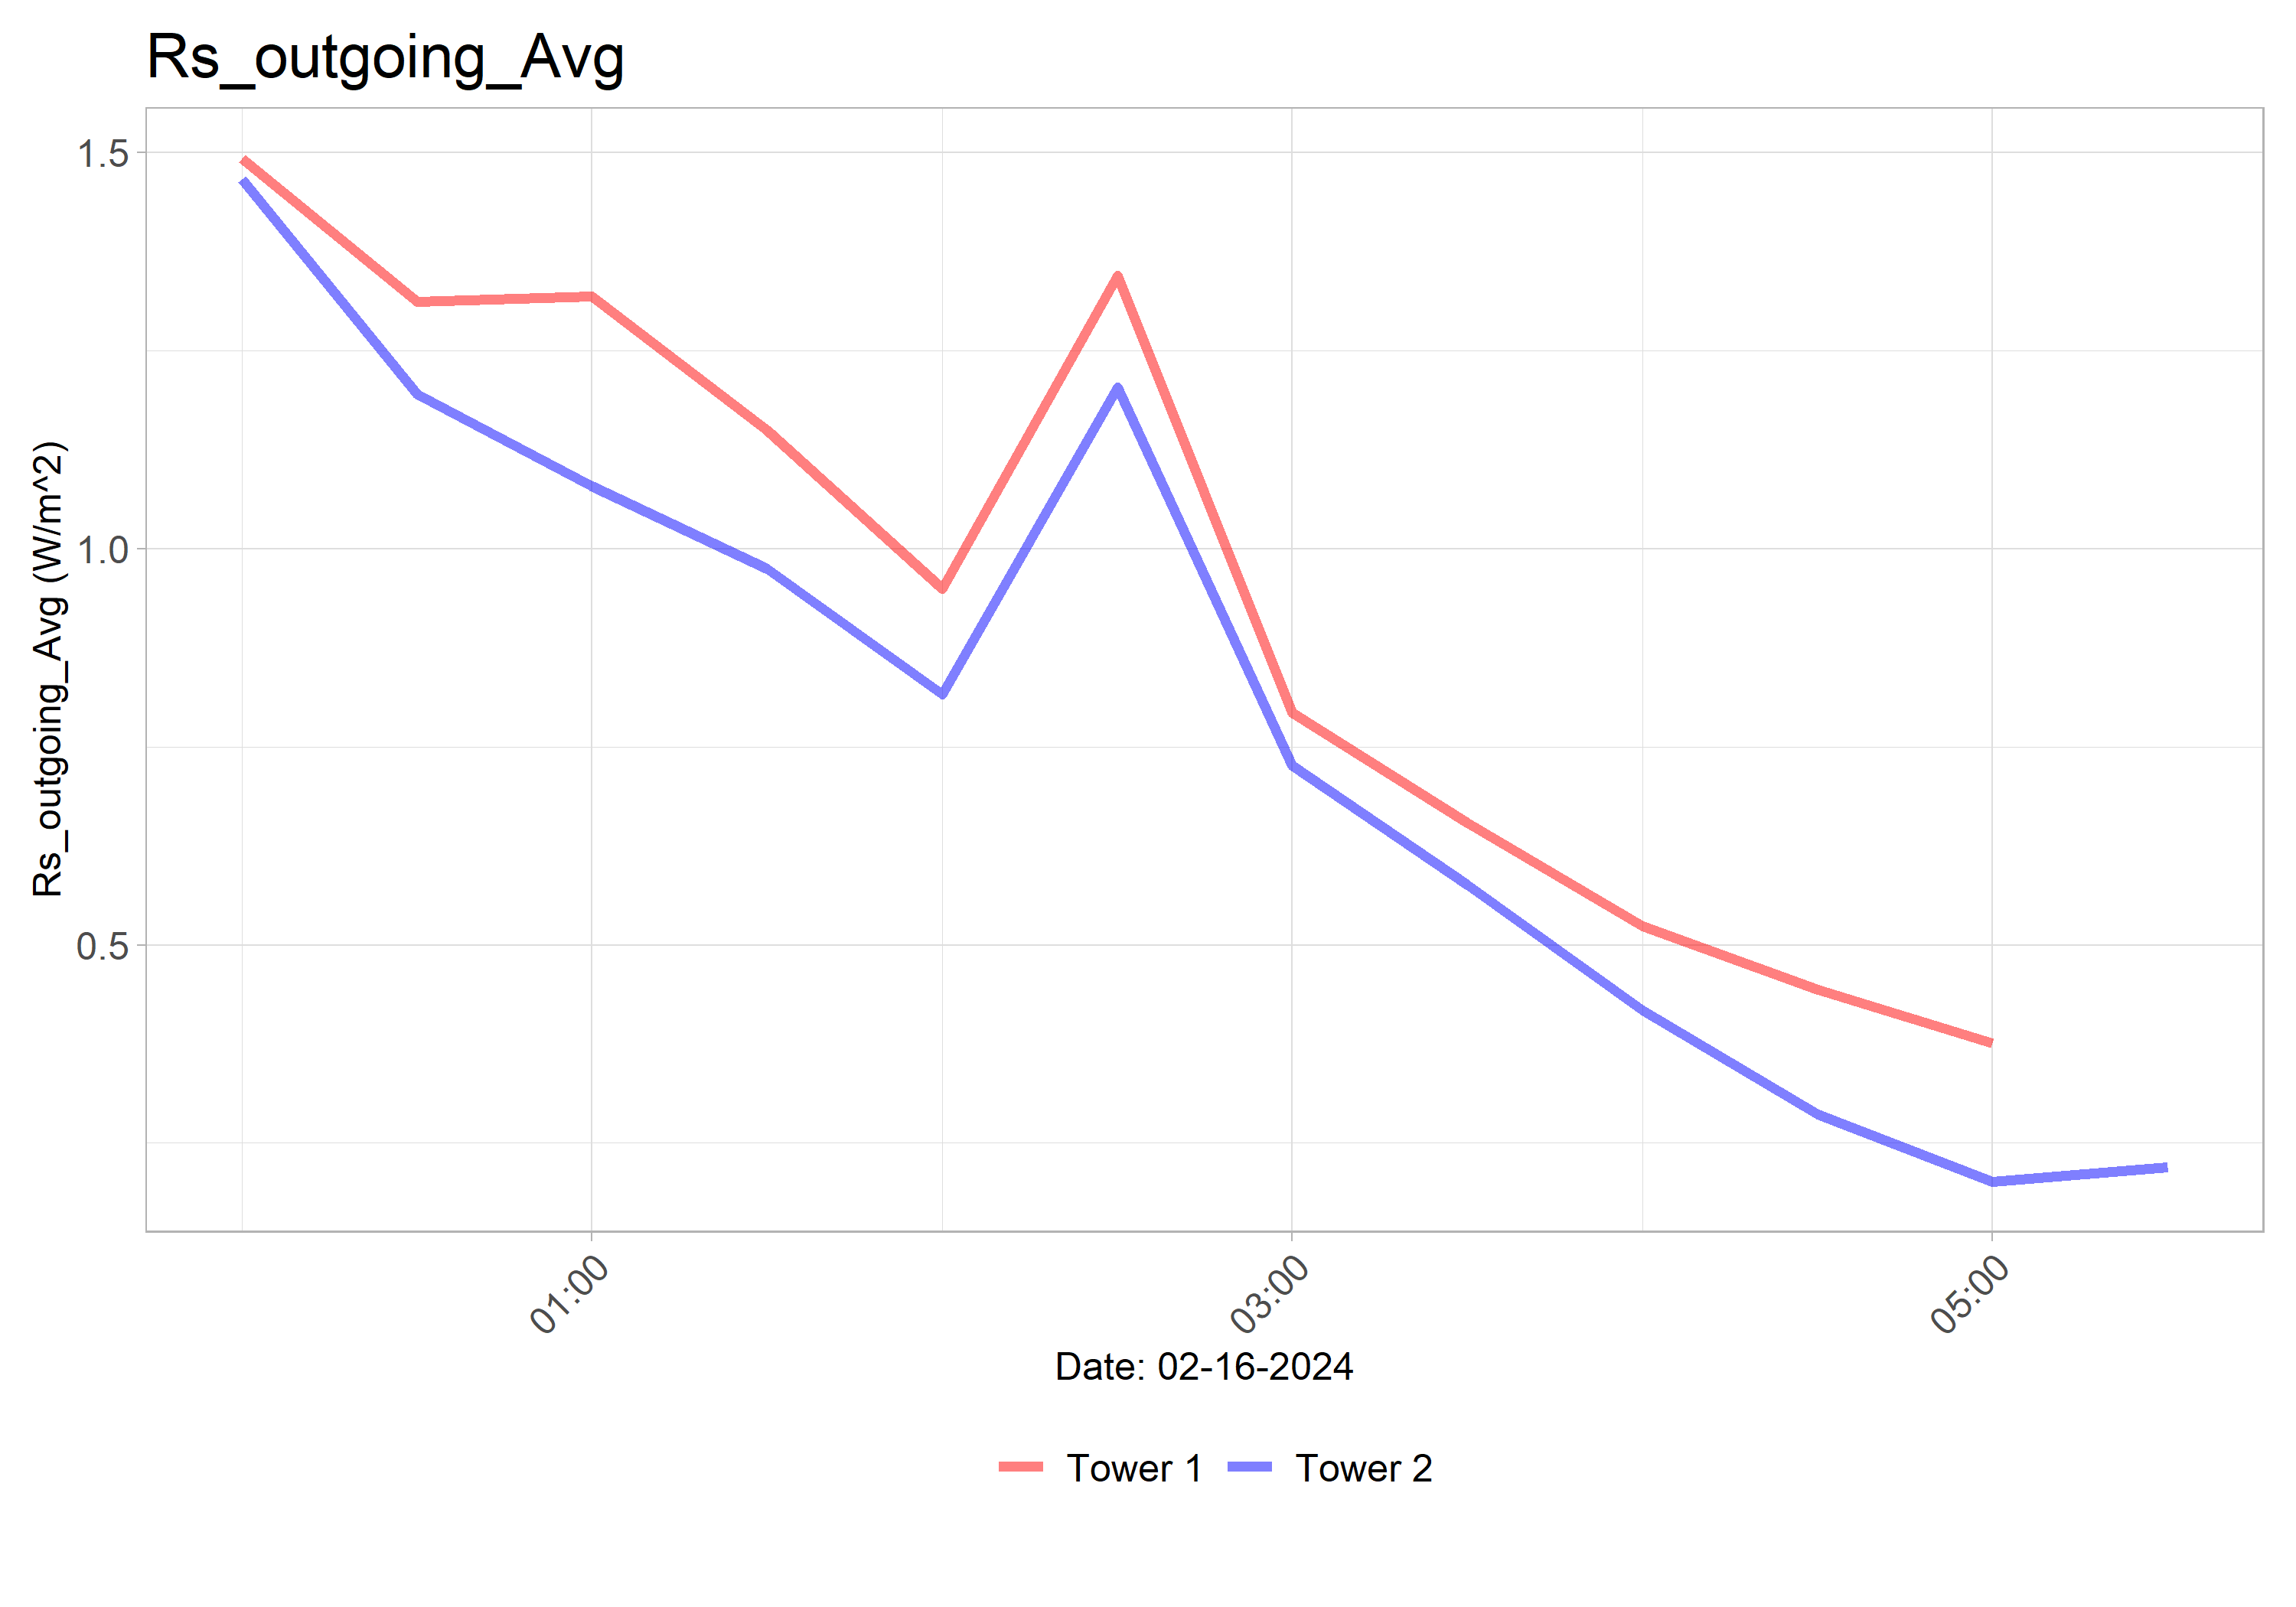 Rs_outgoing_Avg
Rs_outgoing_Avg (W/m^2)
1.5
1.0
0.5
01:00
03:00
05:00
Date: 02-16-2024
Tower 1
Tower 2